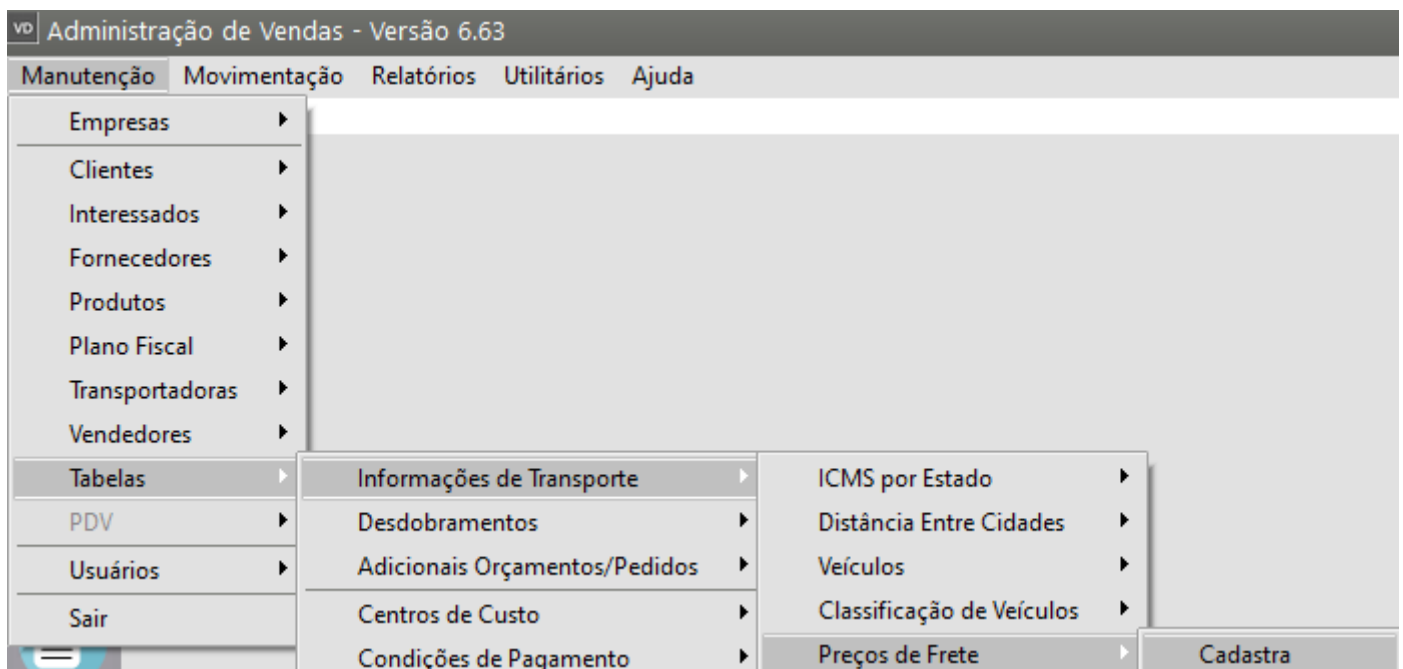 VD Administração de Vendas - Versão 6.63
Manutenção Movimentação Relatórios Utilitários Ajuda
Empresas
Clientes
Interessados
Fornecedores
Produtos
Plano Fiscal
Transportadoras
Vendedores
Tabelas
PDV
Usuários
Sair
Informações de Transporte
Desdobramentos
Adicionais Orçamentos/Pedidos
Centros de Custo
Condições de Pagamento
ICMS por Estado
Distância Entre Cidades
Veículos
Classificação de Veículos
Preços de Frete
Cadastra